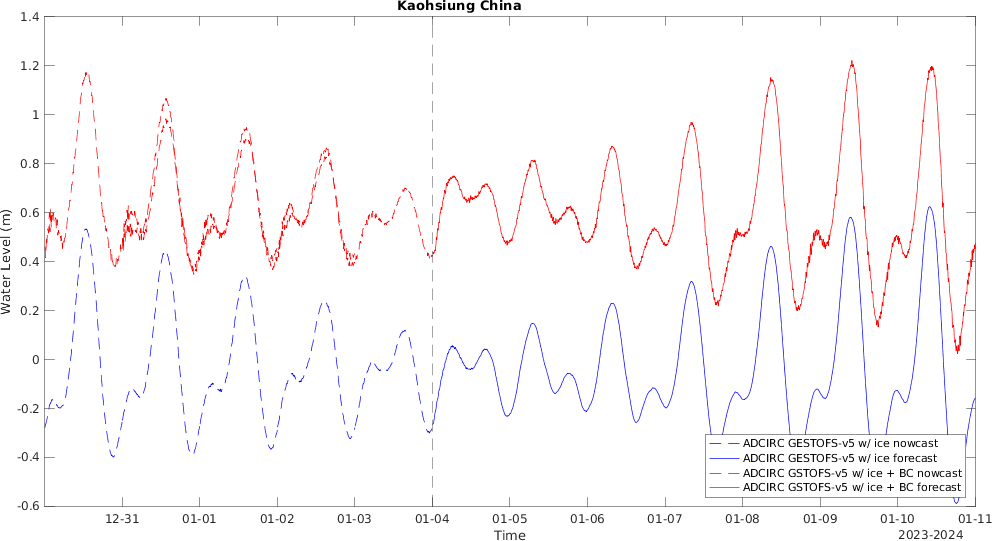 Kaohsiung China
1.4
1.2
1
0.8
0.6
0.4
0.2
0
-0.2
-0.4
-0.6
Water Level (m)
ADCIRC GESTOFS-v5 w/ ice nowcast
ADCIRC GESTOFS-v5 w/ ice forecast
ADCIRC GSTOFS-v5 w/ ice + BC nowcast
ADCIRC GSTOFS-v5 w/ ice + BC forecast
12-31 01-01 01-02 01-03 01-04 01-05 01-06 01-07 01-08 01-09 01-10 01-11
Time
2023-2024